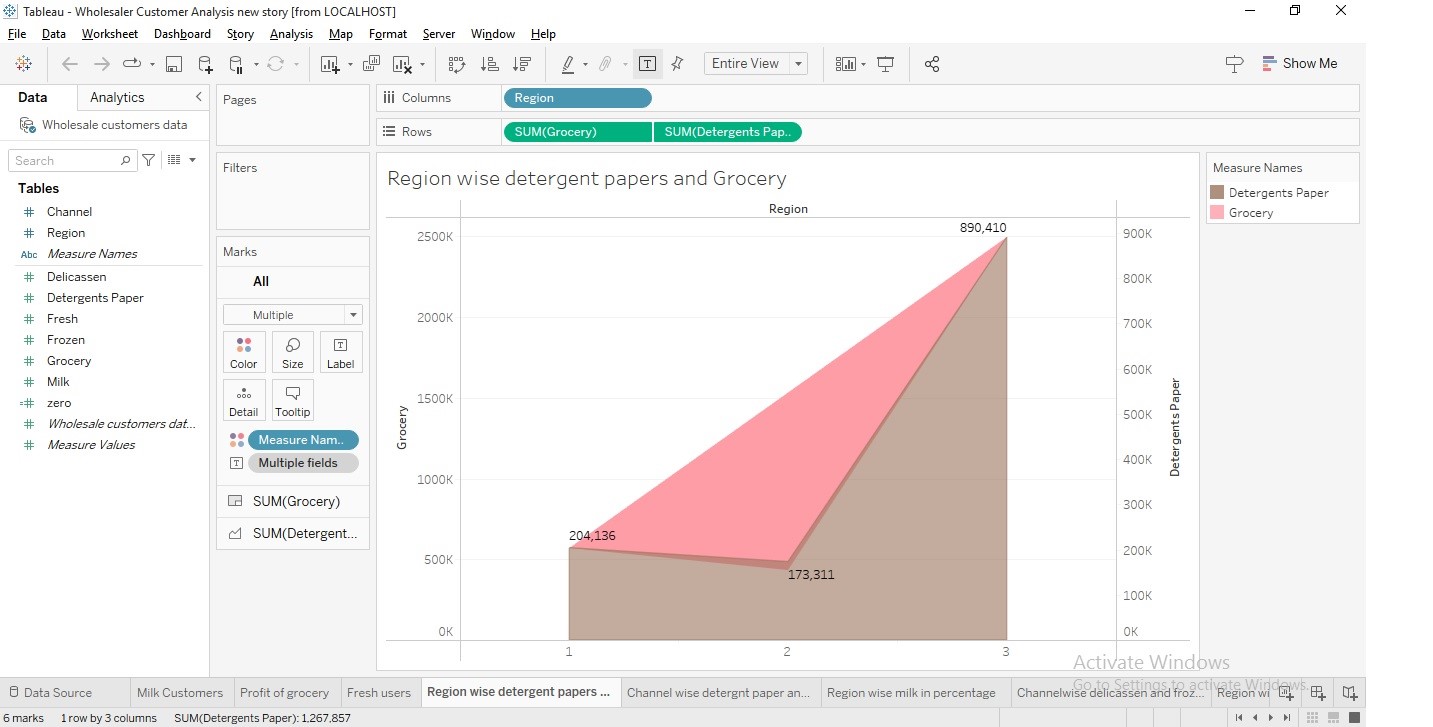 Tableau - Wholesaler Customer Analysis new story [from LOCALHOST]
File Data Worksheet Dashboard Story Analysis Map Format Server Window Help
Entire View
Show Me
Data Analytics
Wholesale customers data
Search
Tables
Channel
Region
Abc Measure Names
Delicassen
Detergents Paper
Fresh
Frozen
Grocery
Milk
zero
Wholesale customers dat...
Measure Values
Pages
Filters
Marks
All
Multiple
Color Size Label
Detail Tooltip
Measure Nam..
Multiple fields
SUM(Grocery)
SUM(Detergent...
Columns Region
Rows SUM(Grocery) SUM(Detergents Pap..
Region wise detergent papers and Grocery
Region
2500K
2000K
1500K
1000K
500K
0K
Grocery
890,410
204,136
173,311
1 2 3
900K
800K
700K
600K
500K
400K
300K
200K
100K
0K
Detergents Paper
Measure Names
Detergents Paper
Grocery
Activate Windows
Go to Settings to activate Windows.
Data Source Milk Customers Profit of grocery Fresh users Region wise detergent papers ... Channel wise detergnt paper an... Region wise milk in percentage Channelwise delicassen and froz... Region wi
6 marks 1 row by 3 columns SUM(Detergents Paper): 1,267,857